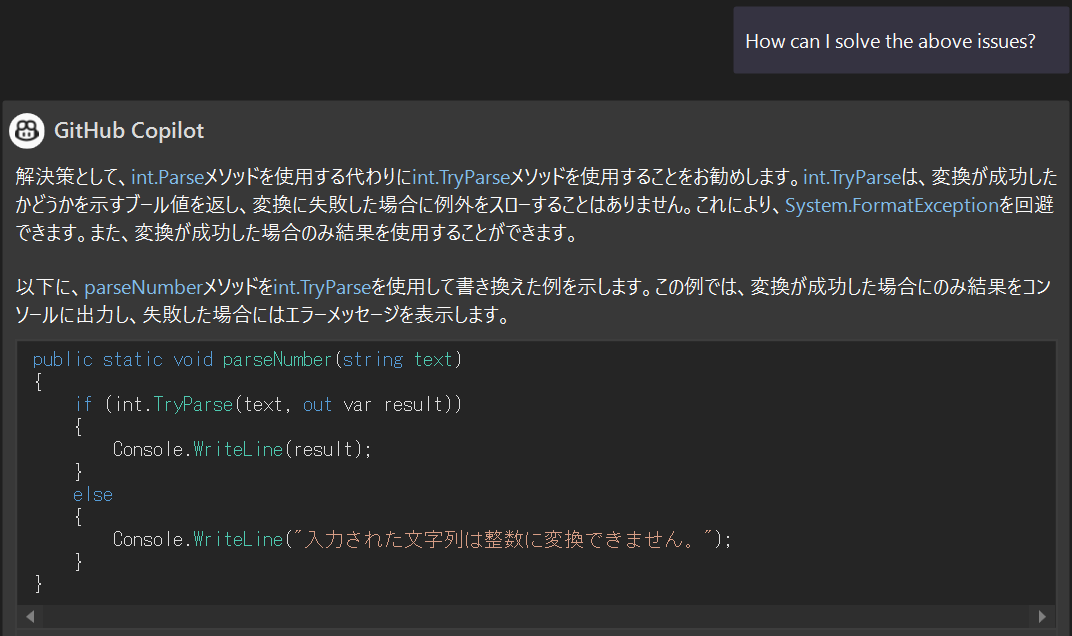 How can I solve the above issues?
GitHub Copilot
解決策として、int.Parseメソッドを使用する代わりにint.TryParseメソッドを使用することをお勧めします。int.TryParseは、変換が成功した
かどうかを示すブール値を返し、変換に失敗した場合に例外をスローすることはありません。これにより、System.FormatExceptionを回避
できます。また、変換が成功した場合のみ結果を使用することができます。
以下に、parseNumberメソッドをint.TryParseを使用して書き換えた例を示します。この例では、変換が成功した場合にのみ結果をコン
ソールに出力し、失敗した場合にはエラーメッセージを表示します。
public static void parseNumber(string text)
{
    if (int.TryParse(text, out var result))
    {
        Console.WriteLine(result);
    }
    else
    {
        Console.WriteLine("入力された文字列は整数に変換できません。");
    }
}